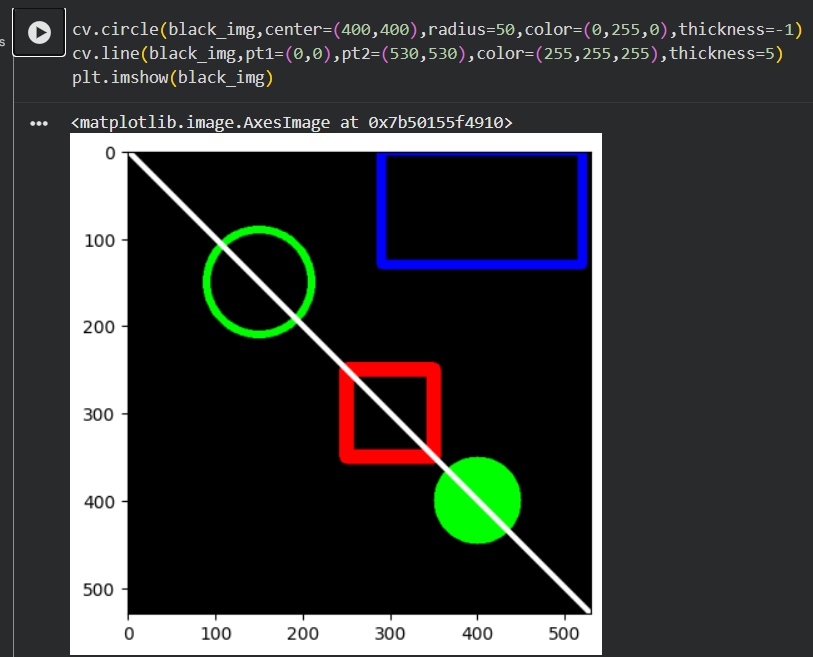 s
cv.circle(black_img,center=(400,400),radius=50,color=(0,255,0),thickness=-1)
cv.line(black_img,pt1=(0,0),pt2=(530,530),color=(255,255,255),thickness=5)
plt.imshow(black_img)
<matplotlib.image.AxesImage at 0x7b50155f4910>
0
100
200
300
400
500
0 100 200 300 400 500